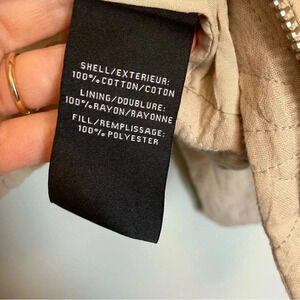 SHELL/EXTERIEUR:
100% COTTON/COTON
LINING/DOUBLURE:
100% RAYON/RAYONNE
FILL/REMPLISSAGE:
100% POLYESTER